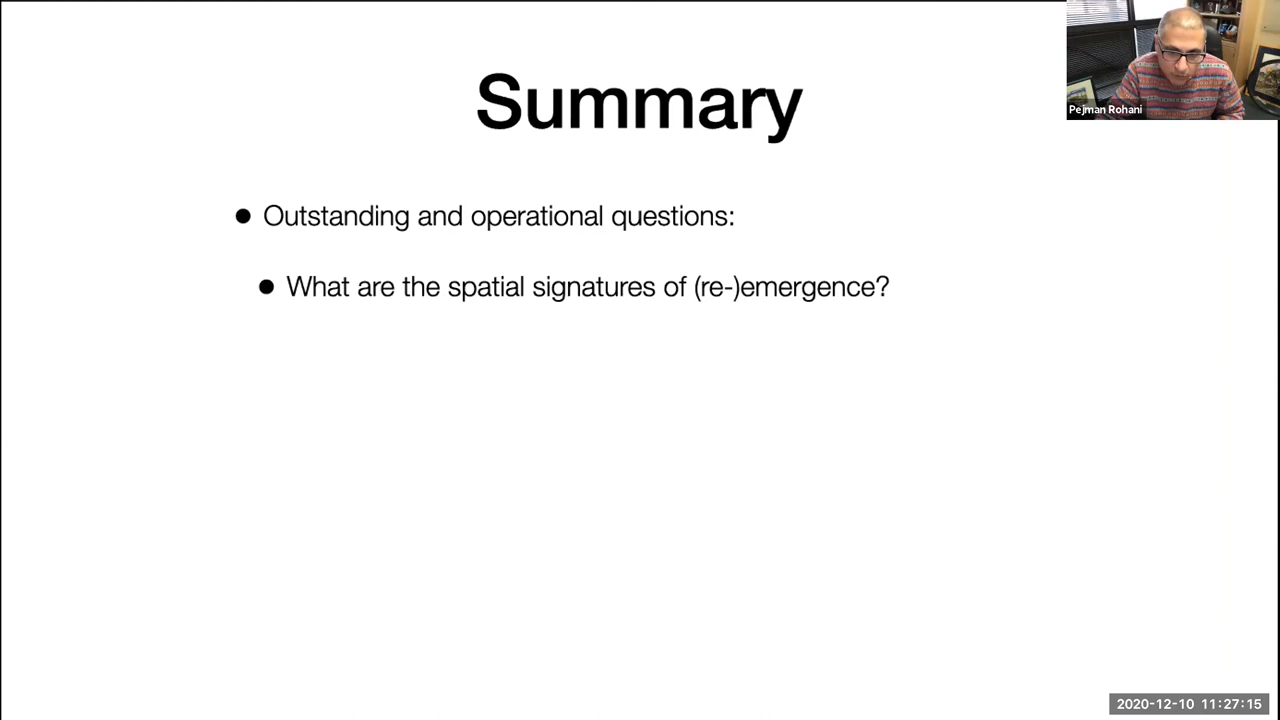 Summary
Pejman Rohani
● Outstanding and operational questions:
● What are the spatial signatures of (re-)emergence?
2020-12-10 11:27:15